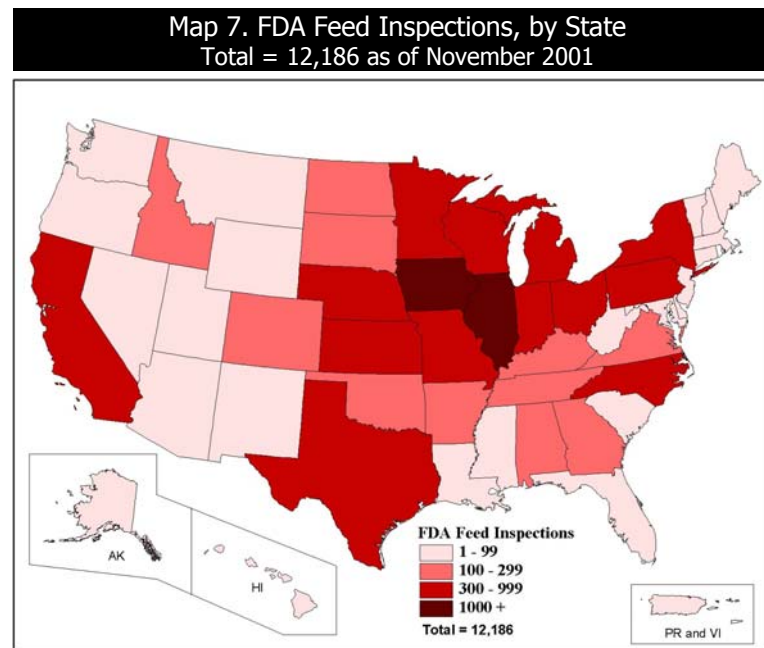 Map 7. FDA Feed Inspections, by State
Total = 12,186 as of November 2001
AK
HI
FDA Feed Inspections
1 - 99
100 - 299
300 - 999
1000 +
Total = 12,186
PR and VI